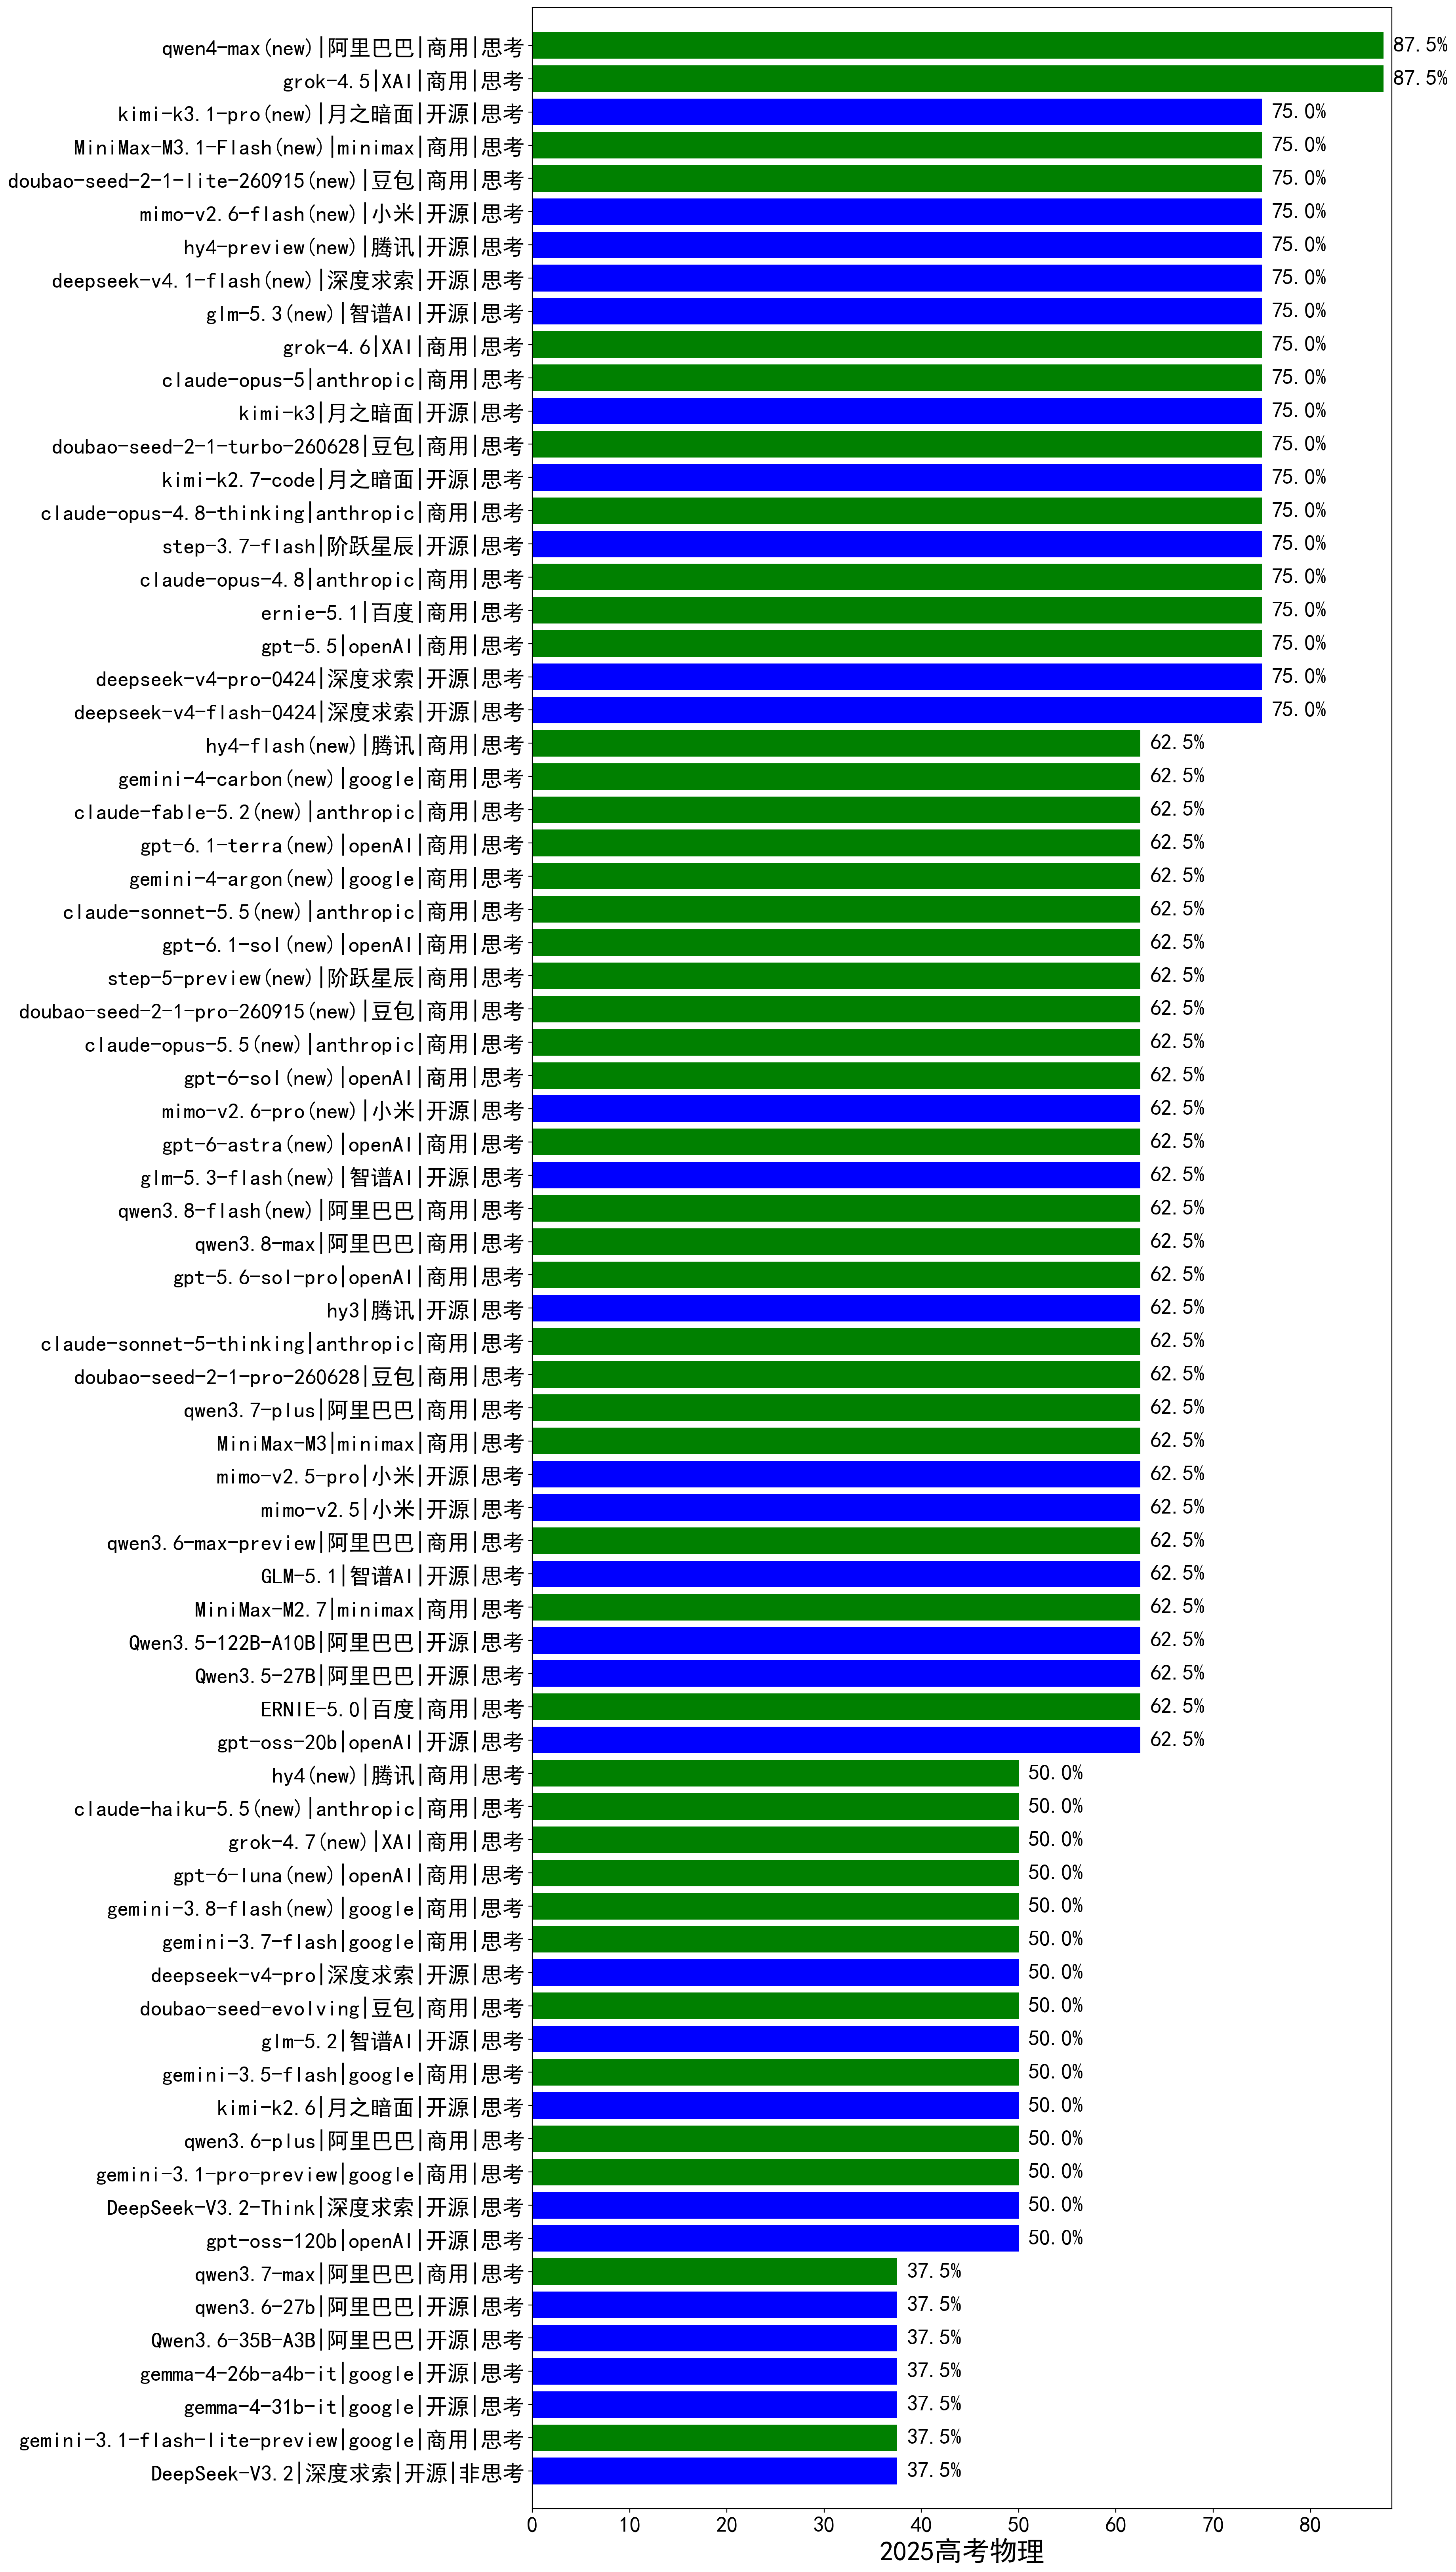 qwen4-max(new)|阿里巴巴|商用|思考 87.5%
grok-4.5|XAI|商用|思考 87.5%
kimi-k3.1-pro(new)|月之暗面|开源|思考 75.0%
MiniMax-M3.1-Flash(new)|minimax|商用|思考 75.0%
doubao-seed-2-1-lite-260915(new)|豆包|商用|思考 75.0%
mimo-v2.6-flash(new)|小米|开源|思考 75.0%
hy4-preview(new)|腾讯|开源|思考 75.0%
deepseek-v4.1-flash(new)|深度求索|开源|思考 75.0%
glm-5.3(new)|智谱AI|开源|思考 75.0%
grok-4.6|XAI|商用|思考 75.0%
claude-opus-5|anthropic|商用|思考 75.0%
kimi-k3|月之暗面|开源|思考 75.0%
doubao-seed-2-1-turbo-260628|豆包|商用|思考 75.0%
kimi-k2.7-code|月之暗面|开源|思考 75.0%
claude-opus-4.8-thinking|anthropic|商用|思考 75.0%
step-3.7-flash|阶跃星辰|开源|思考 75.0%
claude-opus-4.8|anthropic|商用|思考 75.0%
ernie-5.1|百度|商用|思考 75.0%
gpt-5.5|openAI|商用|思考 75.0%
deepseek-v4-pro-0424|深度求索|开源|思考 75.0%
deepseek-v4-flash-0424|深度求索|开源|思考 75.0%
hy4-flash(new)|腾讯|商用|思考 62.5%
gemini-4-carbon(new)|google|商用|思考 62.5%
claude-fable-5.2(new)|anthropic|商用|思考 62.5%
gpt-6.1-terra(new)|openAI|商用|思考 62.5%
gemini-4-argon(new)|google|商用|思考 62.5%
claude-sonnet-5.5(new)|anthropic|商用|思考 62.5%
gpt-6.1-sol(new)|openAI|商用|思考 62.5%
step-5-preview(new)|阶跃星辰|商用|思考 62.5%
doubao-seed-2-1-pro-260915(new)|豆包|商用|思考 62.5%
claude-opus-5.5(new)|anthropic|商用|思考 62.5%
gpt-6-sol(new)|openAI|商用|思考 62.5%
mimo-v2.6-pro(new)|小米|开源|思考 62.5%
gpt-6-astra(new)|openAI|商用|思考 62.5%
glm-5.3-flash(new)|智谱AI|开源|思考 62.5%
qwen3.8-flash(new)|阿里巴巴|商用|思考 62.5%
qwen3.8-max|阿里巴巴|商用|思考 62.5%
gpt-5.6-sol-pro|openAI|商用|思考 62.5%
hy3|腾讯|开源|思考 62.5%
claude-sonnet-5-thinking|anthropic|商用|思考 62.5%
doubao-seed-2-1-pro-260628|豆包|商用|思考 62.5%
qwen3.7-plus|阿里巴巴|商用|思考 62.5%
MiniMax-M3|minimax|商用|思考 62.5%
mimo-v2.5-pro|小米|开源|思考 62.5%
mimo-v2.5|小米|开源|思考 62.5%
qwen3.6-max-preview|阿里巴巴|商用|思考 62.5%
GLM-5.1|智谱AI|开源|思考 62.5%
MiniMax-M2.7|minimax|商用|思考 62.5%
Qwen3.5-122B-A10B|阿里巴巴|开源|思考 62.5%
Qwen3.5-27B|阿里巴巴|开源|思考 62.5%
ERNIE-5.0|百度|商用|思考 62.5%
gpt-oss-20b|openAI|开源|思考 62.5%
hy4(new)|腾讯|商用|思考 50.0%
claude-haiku-5.5(new)|anthropic|商用|思考 50.0%
grok-4.7(new)|XAI|商用|思考 50.0%
gpt-6-luna(new)|openAI|商用|思考 50.0%
gemini-3.8-flash(new)|google|商用|思考 50.0%
gemini-3.7-flash|google|商用|思考 50.0%
deepseek-v4-pro|深度求索|开源|思考 50.0%
doubao-seed-evolving|豆包|商用|思考 50.0%
glm-5.2|智谱AI|开源|思考 50.0%
gemini-3.5-flash|google|商用|思考 50.0%
kimi-k2.6|月之暗面|开源|思考 50.0%
qwen3.6-plus|阿里巴巴|商用|思考 50.0%
gemini-3.1-pro-preview|google|商用|思考 50.0%
DeepSeek-V3.2-Think|深度求索|开源|思考 50.0%
gpt-oss-120b|openAI|开源|思考 50.0%
qwen3.7-max|阿里巴巴|商用|思考 37.5%
qwen3.6-27b|阿里巴巴|开源|思考 37.5%
Qwen3.6-35B-A3B|阿里巴巴|开源|思考 37.5%
gemma-4-26b-a4b-it|google|开源|思考 37.5%
gemma-4-31b-it|google|开源|思考 37.5%
gemini-3.1-flash-lite-preview|google|商用|思考 37.5%
DeepSeek-V3.2|深度求索|开源|非思考 37.5%
0 10 20 30 40 50 60 70 80
2025高考物理